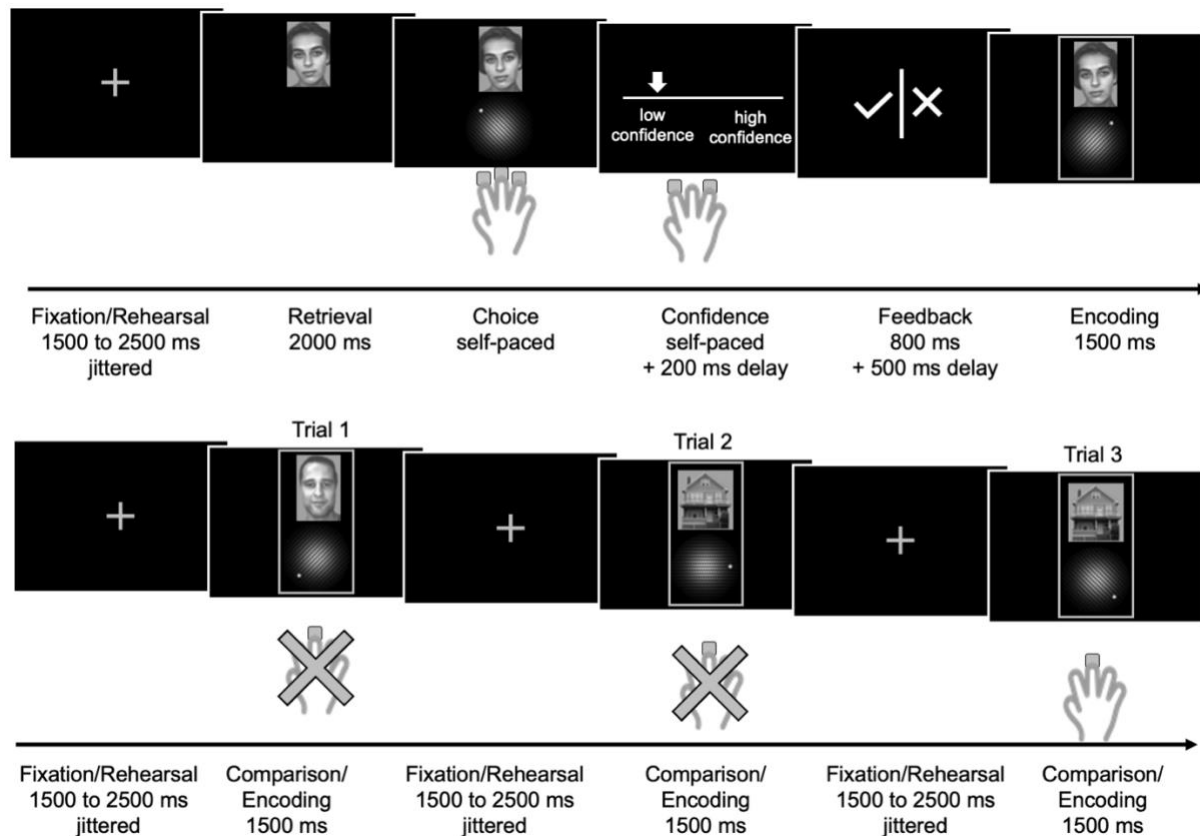 low
confidence
high
confidence
Fixation/Rehearsal
1500 to 2500 ms
jittered
Retrieval
2000 ms
Choice
self-paced
Confidence
self-paced
+ 200 ms delay
Feedback
800 ms
+ 500 ms delay
Encoding
1500 ms
Trial 1
Trial 2
Trial 3
Fixation/Rehearsal
1500 to 2500 ms
jittered
Comparison/
Encoding
1500 ms
Fixation/Rehearsal
1500 to 2500 ms
jittered
Comparison/
Encoding
1500 ms
Fixation/Rehearsal
1500 to 2500 ms
jittered
Comparison/
Encoding
1500 ms